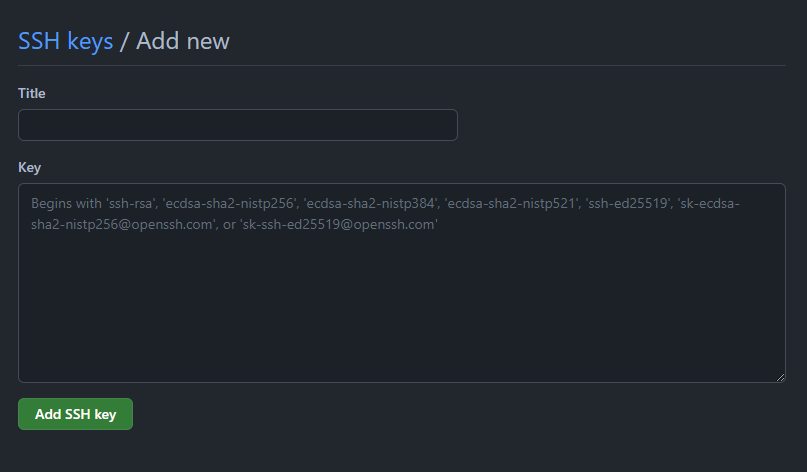 SSH keys / Add new
Title
Key
Begins with 'ssh-rsa', 'ecdsa-sha2-nistp256', 'ecdsa-sha2-nistp384', 'ecdsa-sha2-nistp521', 'ssh-ed25519', 'sk-ecdsa-
sha2-nistp256@openssh.com', or 'sk-ssh-ed25519@openssh.com'
Add SSH key